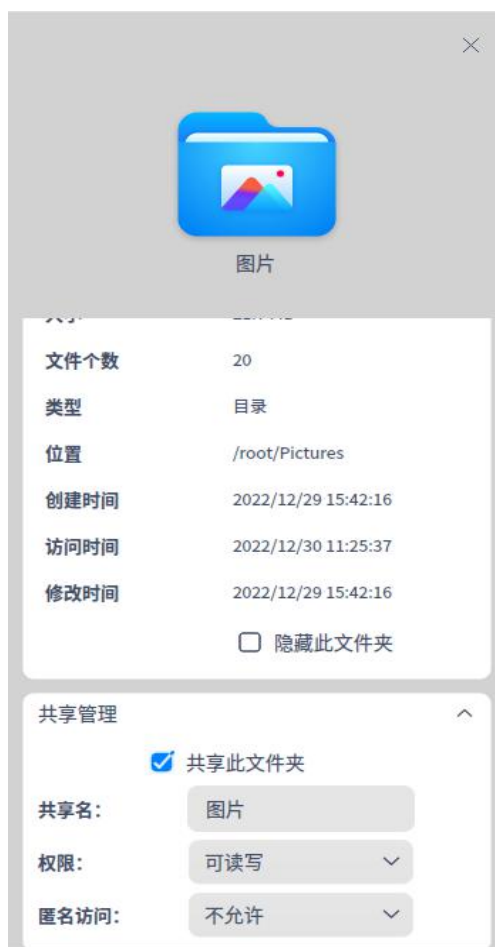 图片
文件个数 20
类型 目录
位置 /root/Pictures
创建时间 2022/12/29 15:42:16
访问时间 2022/12/30 11:25:37
修改时间 2022/12/29 15:42:16
隐藏此文件夹
共享管理
共享此文件夹
共享名： 图片
权限： 可读写
匿名访问： 不允许